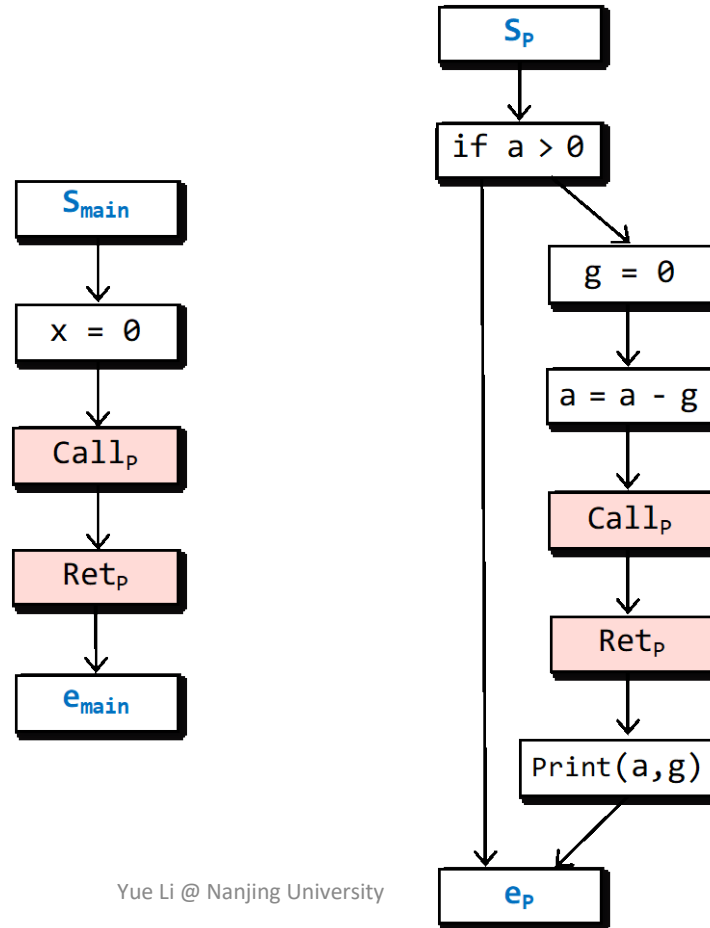 S_main
x = 0
Call_P
Ret_P
e_main
S_P
if a > 0
g = 0
a = a - g
Call_P
Ret_P
Print(a,g)
e_P
Yue Li @ Nanjing University